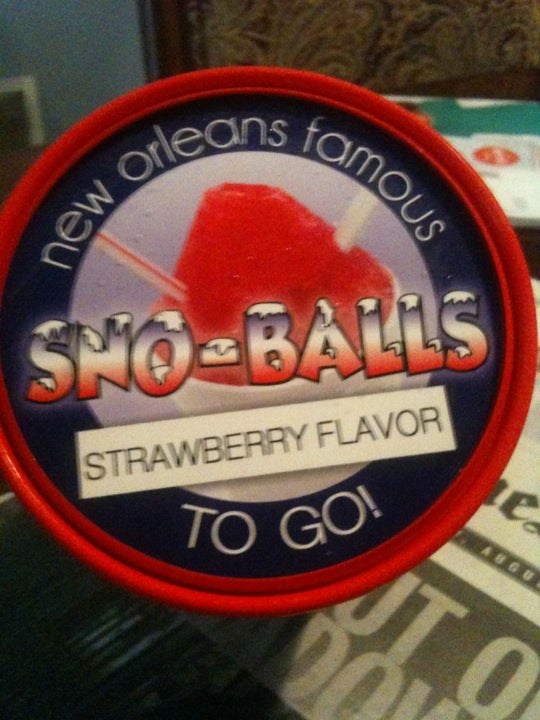 new orleans famous
SNO-BALLS
STRAWBERRY FLAVOR
TO GO!